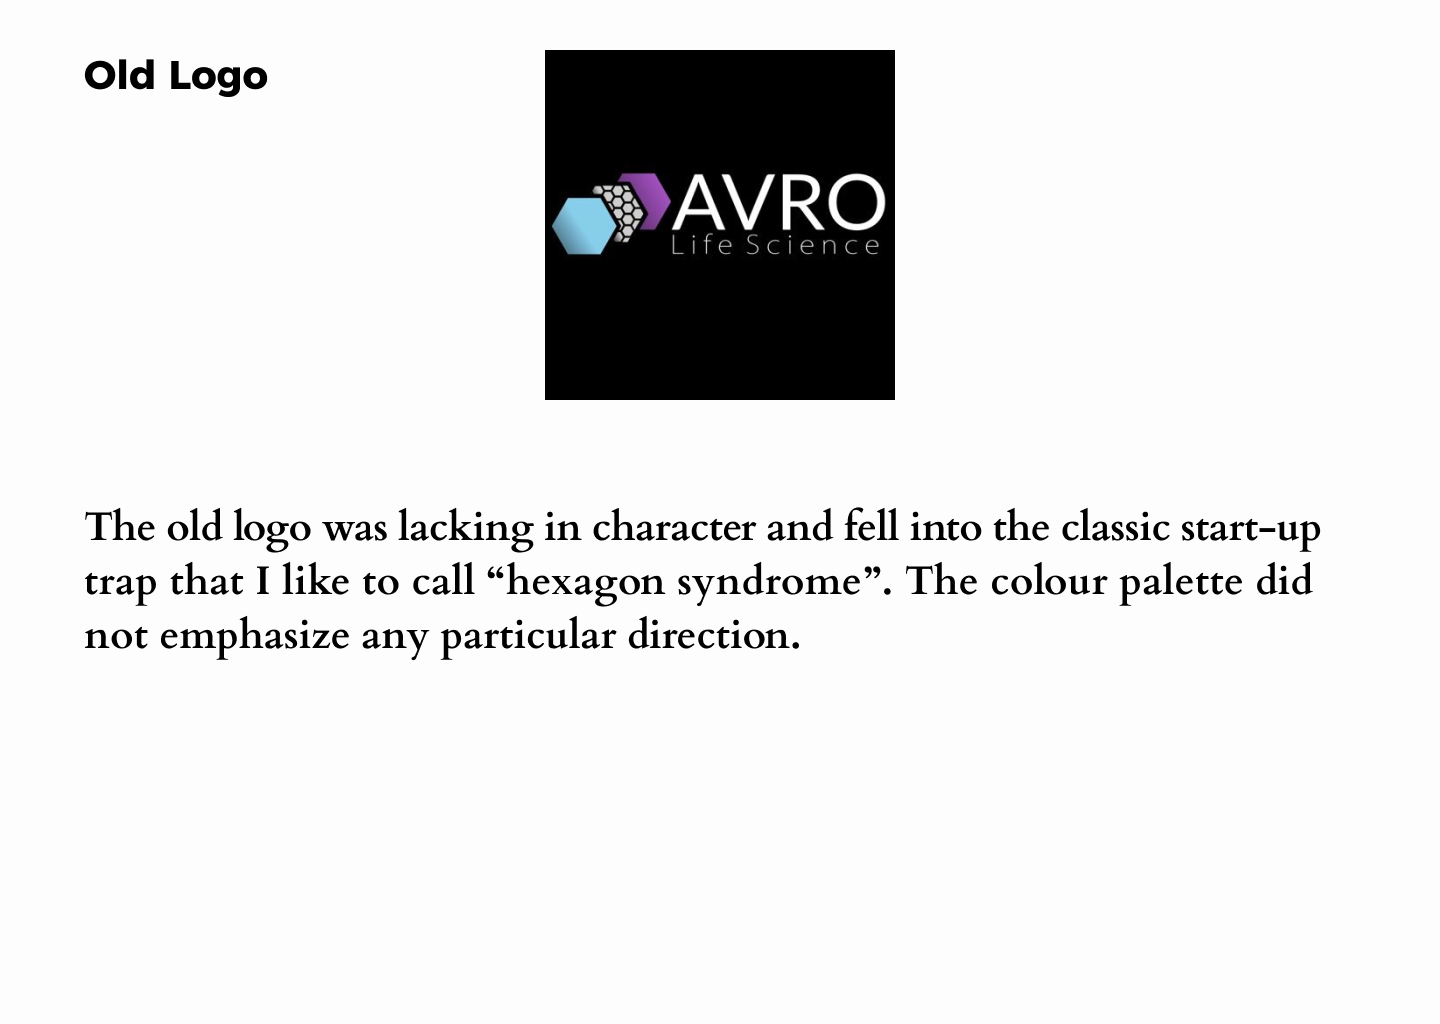 Old Logo
AVRO
Life Science
The old logo was lacking in character and fell into the classic start-up
trap that I like to call “hexagon syndrome”. The colour palette did
not emphasize any particular direction.